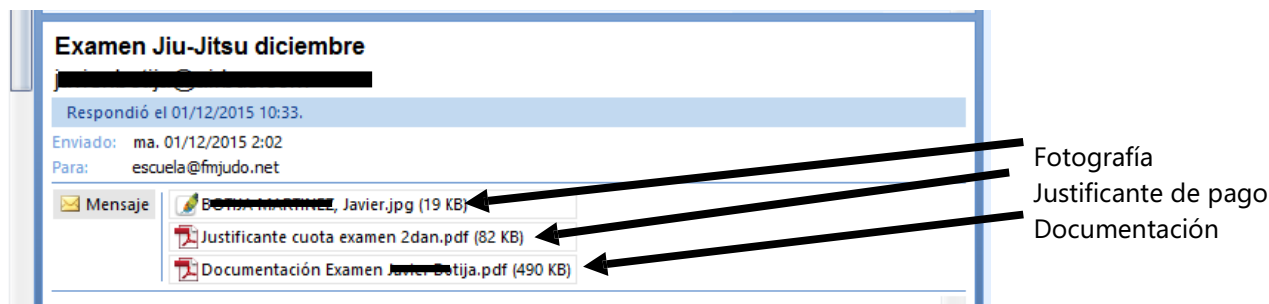 Examen Jiu-Jitsu diciembre
Respondió el 01/12/2015 10:33.
Enviado: ma. 01/12/2015 2:02
Para: escuela@fmjudo.net
Mensaje
, Javier.jpg (19 KB)
Justificante cuota examen 2dan.pdf (82 KB)
Documentación Examen tija.pdf (490 KB)
Fotografía
Justificante de pago
Documentación